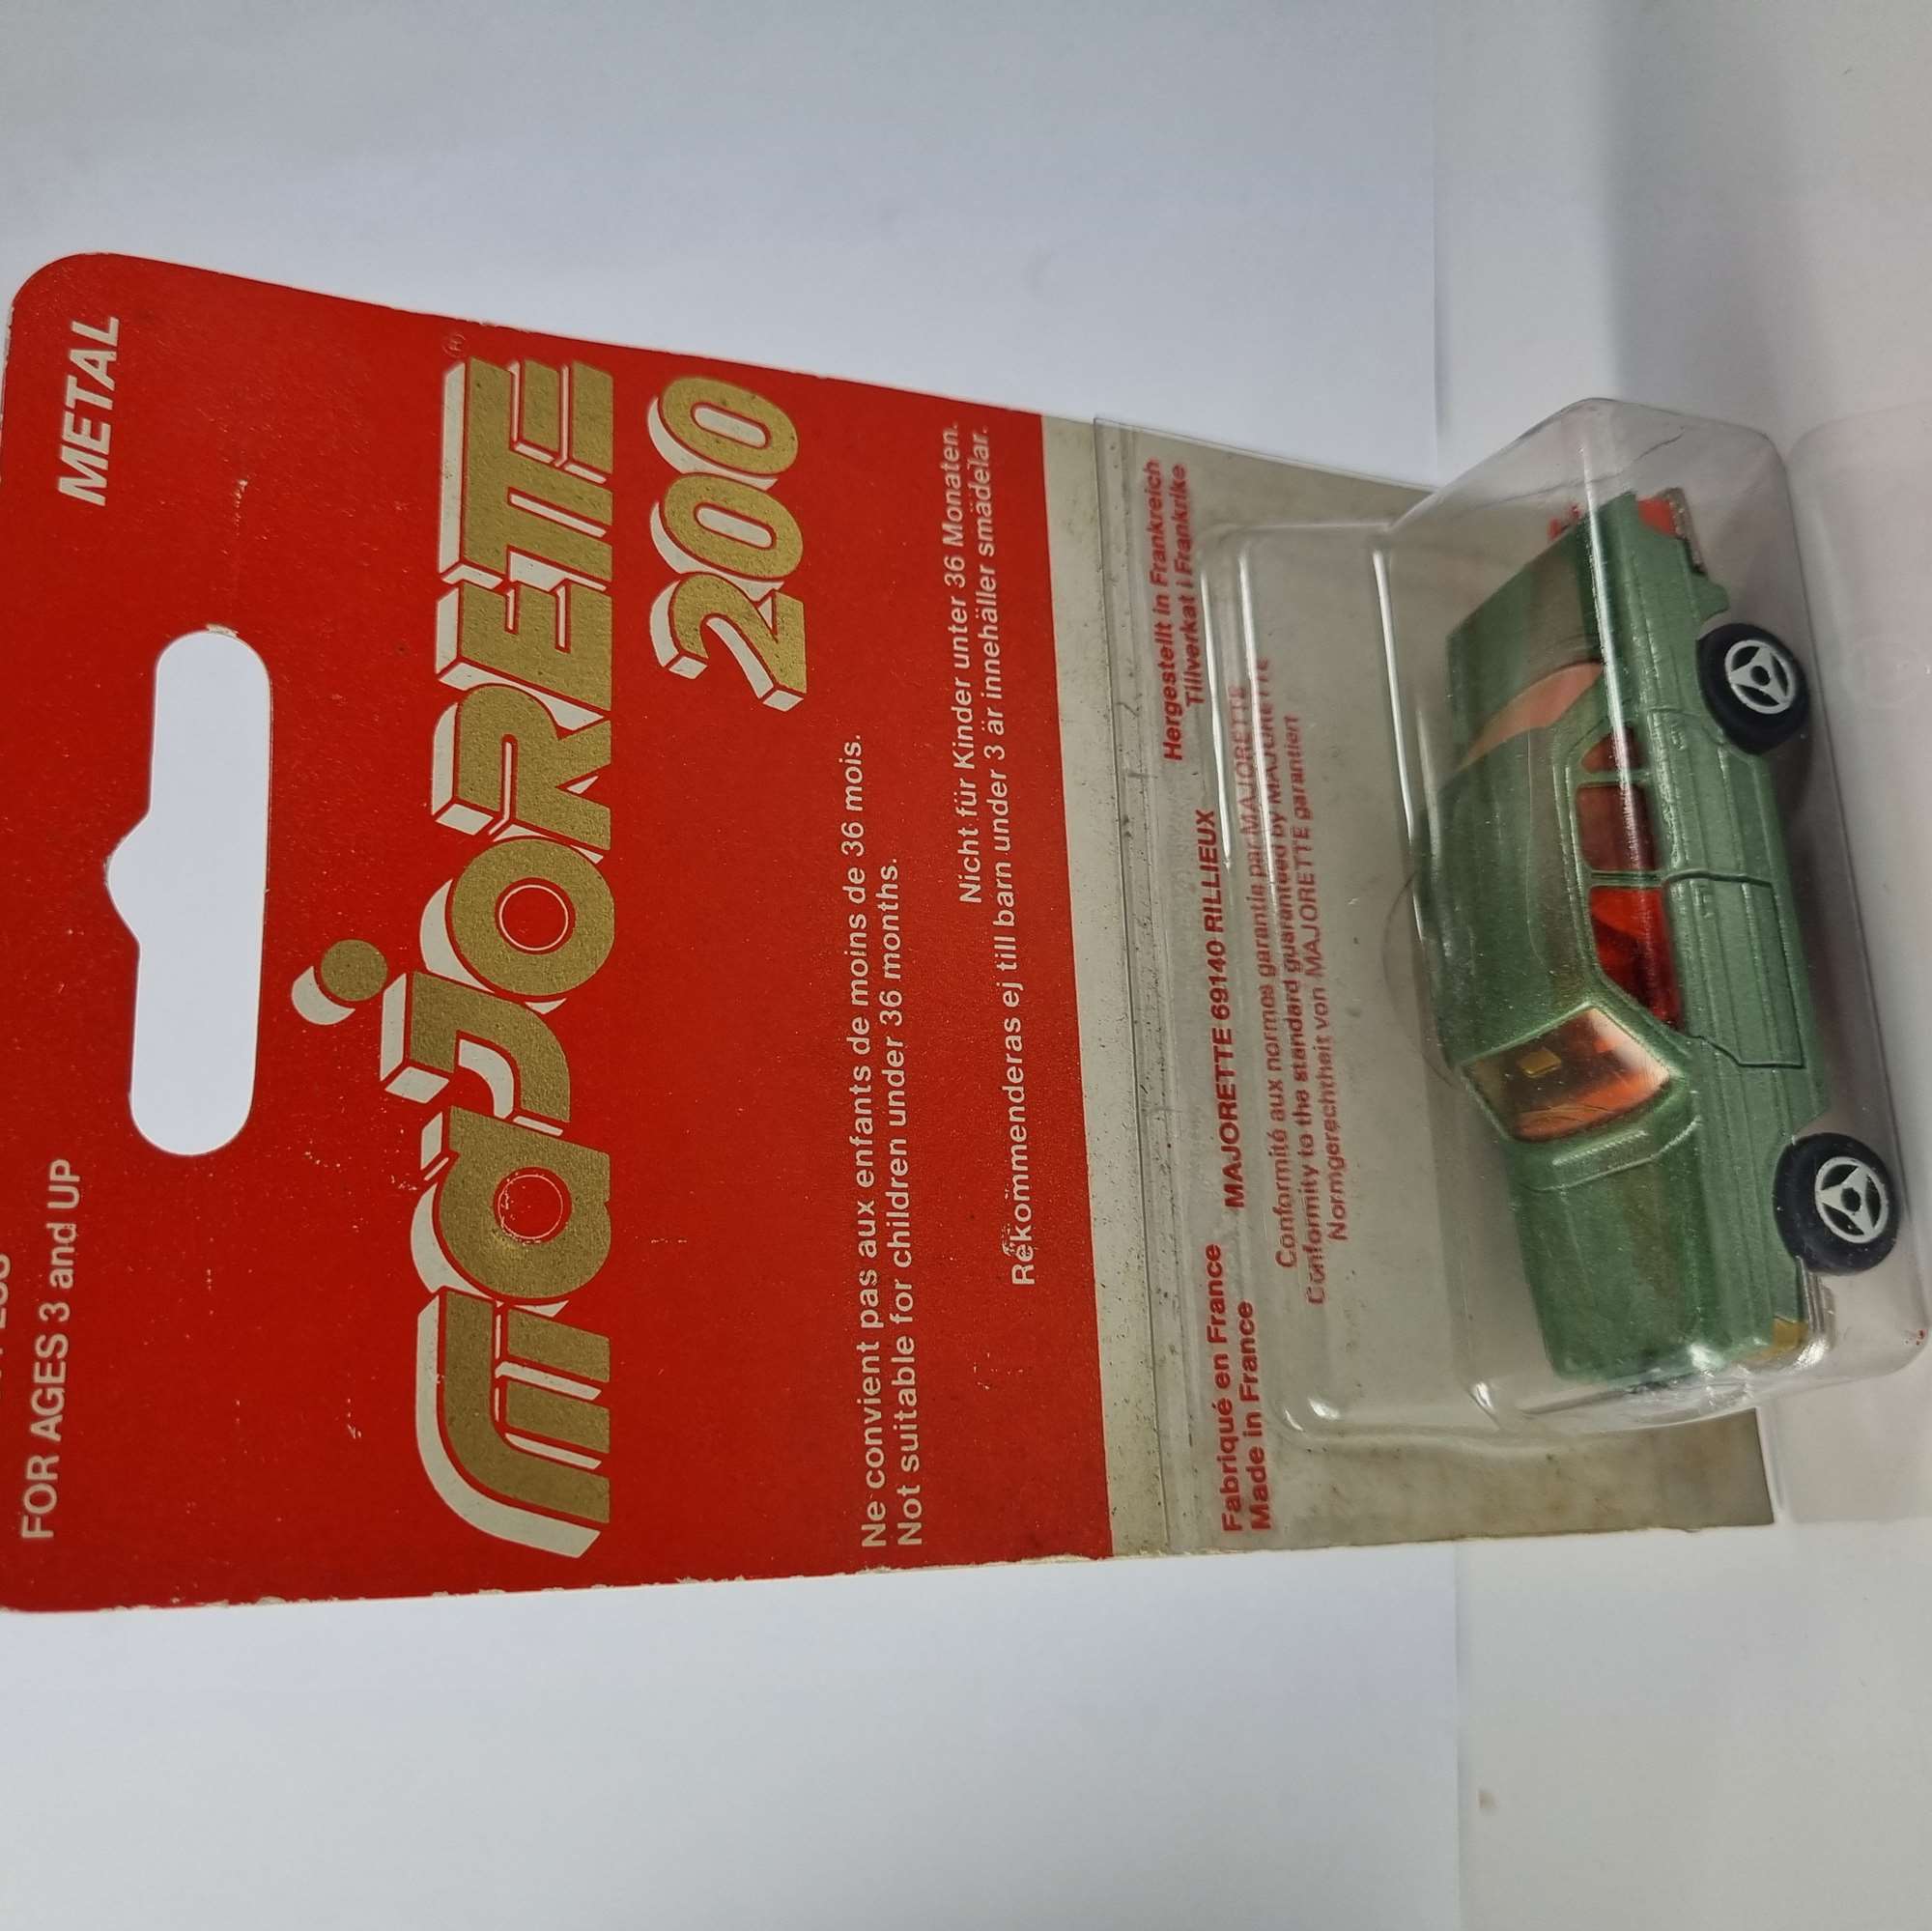 FOR AGES 3 and UP
METAL
maJORETTE®
200
Ne convient pas aux enfants de moins de 36 mois.
Not suitable for children under 36 months.
Nicht für Kinder unter 36 Monaten.
Rekommenderas ej till barn under 3 är innehäller smädelar.
Fabriqué en France MAJORETTE 69140 RILLIEUX Hergestellt in Frankreich
Made in France Tillverkat i Frankrike
Conformité aux normes garantie par MAJORETTE
Conformity to the standard guaranteed by MAJORETTE
Normgerechtheit von MAJORETTE garantiert